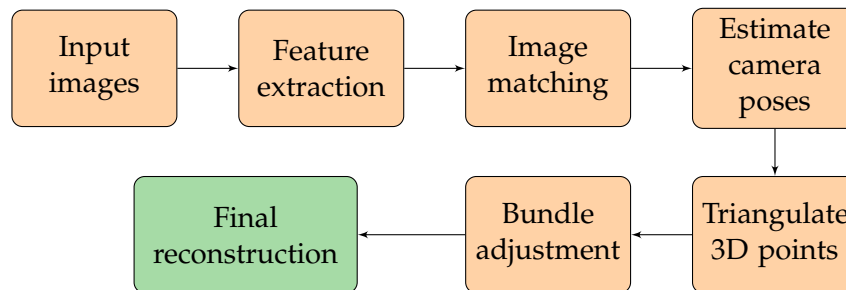 Input
images
Feature
extraction
Image
matching
Estimate
camera
poses
Triangulate
3D points
Bundle
adjustment
Final
reconstruction